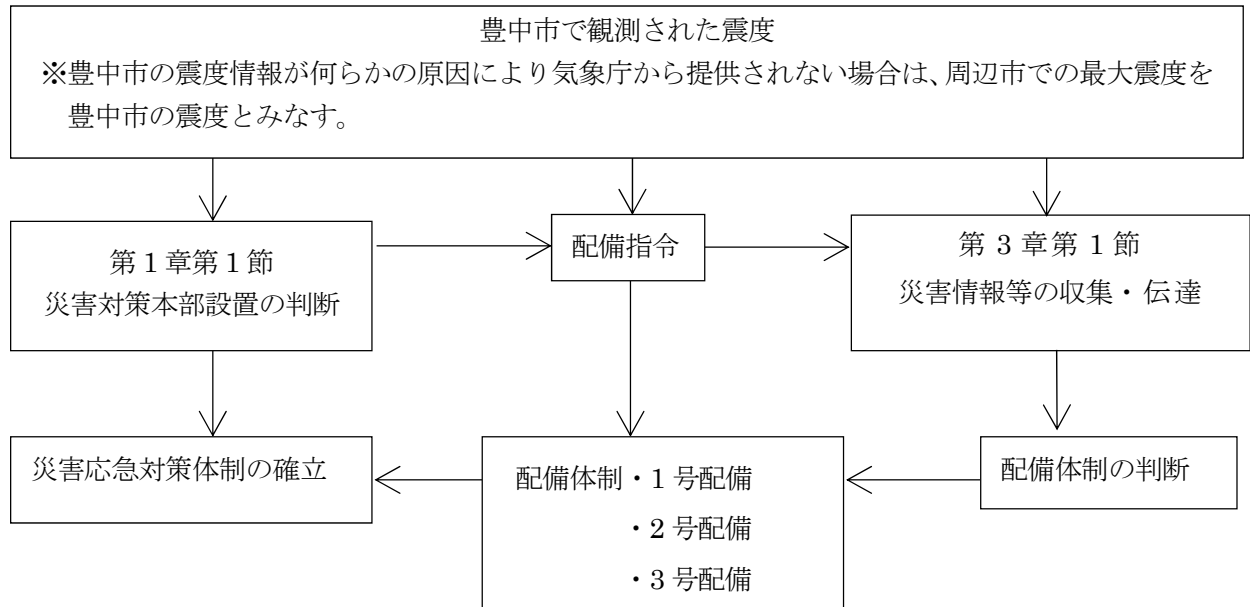 豊中市で観測された震度
※豊中市の震度情報が何らかの原因により気象庁から提供されない場合は、周辺市での最大震度を
豊中市の震度とみなす。
第1章第1節
災害対策本部設置の判断
配備指令
第3章第1節
災害情報等の収集・伝達
災害応急対策体制の確立
配備体制・1号配備
・2号配備
・3号配備
配備体制の判断